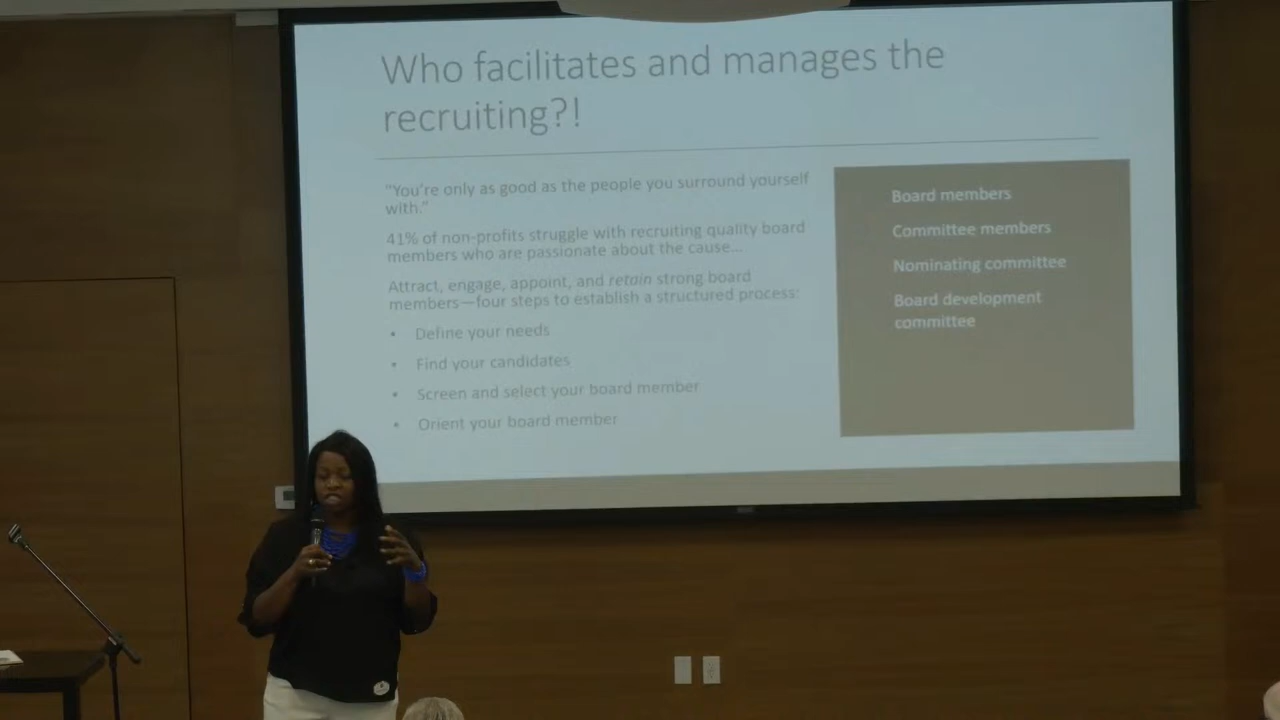 Who facilitates and manages the
recruiting?!
"You're only as good as the people you surround yourself
with."
41% of non-profits struggle with recruiting quality board
members who are passionate about the cause...
Attract, engage, appoint, and retain strong board
members—four steps to establish a structured process:
• Define your needs
• Find your candidates
• Screen and select your board member
• Orient your board member
Board members
Committee members
Nominating committee
Board development
committee